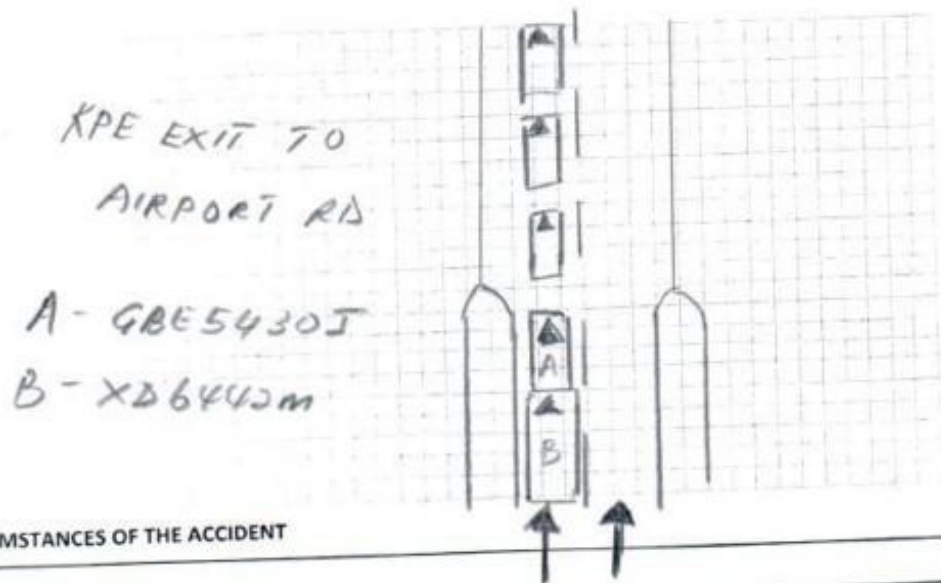 KPE EXIT TO
AIRPORT RD
A - GBE5430J
B - XD6442m
A
B
MSTANCES OF THE ACCIDENT